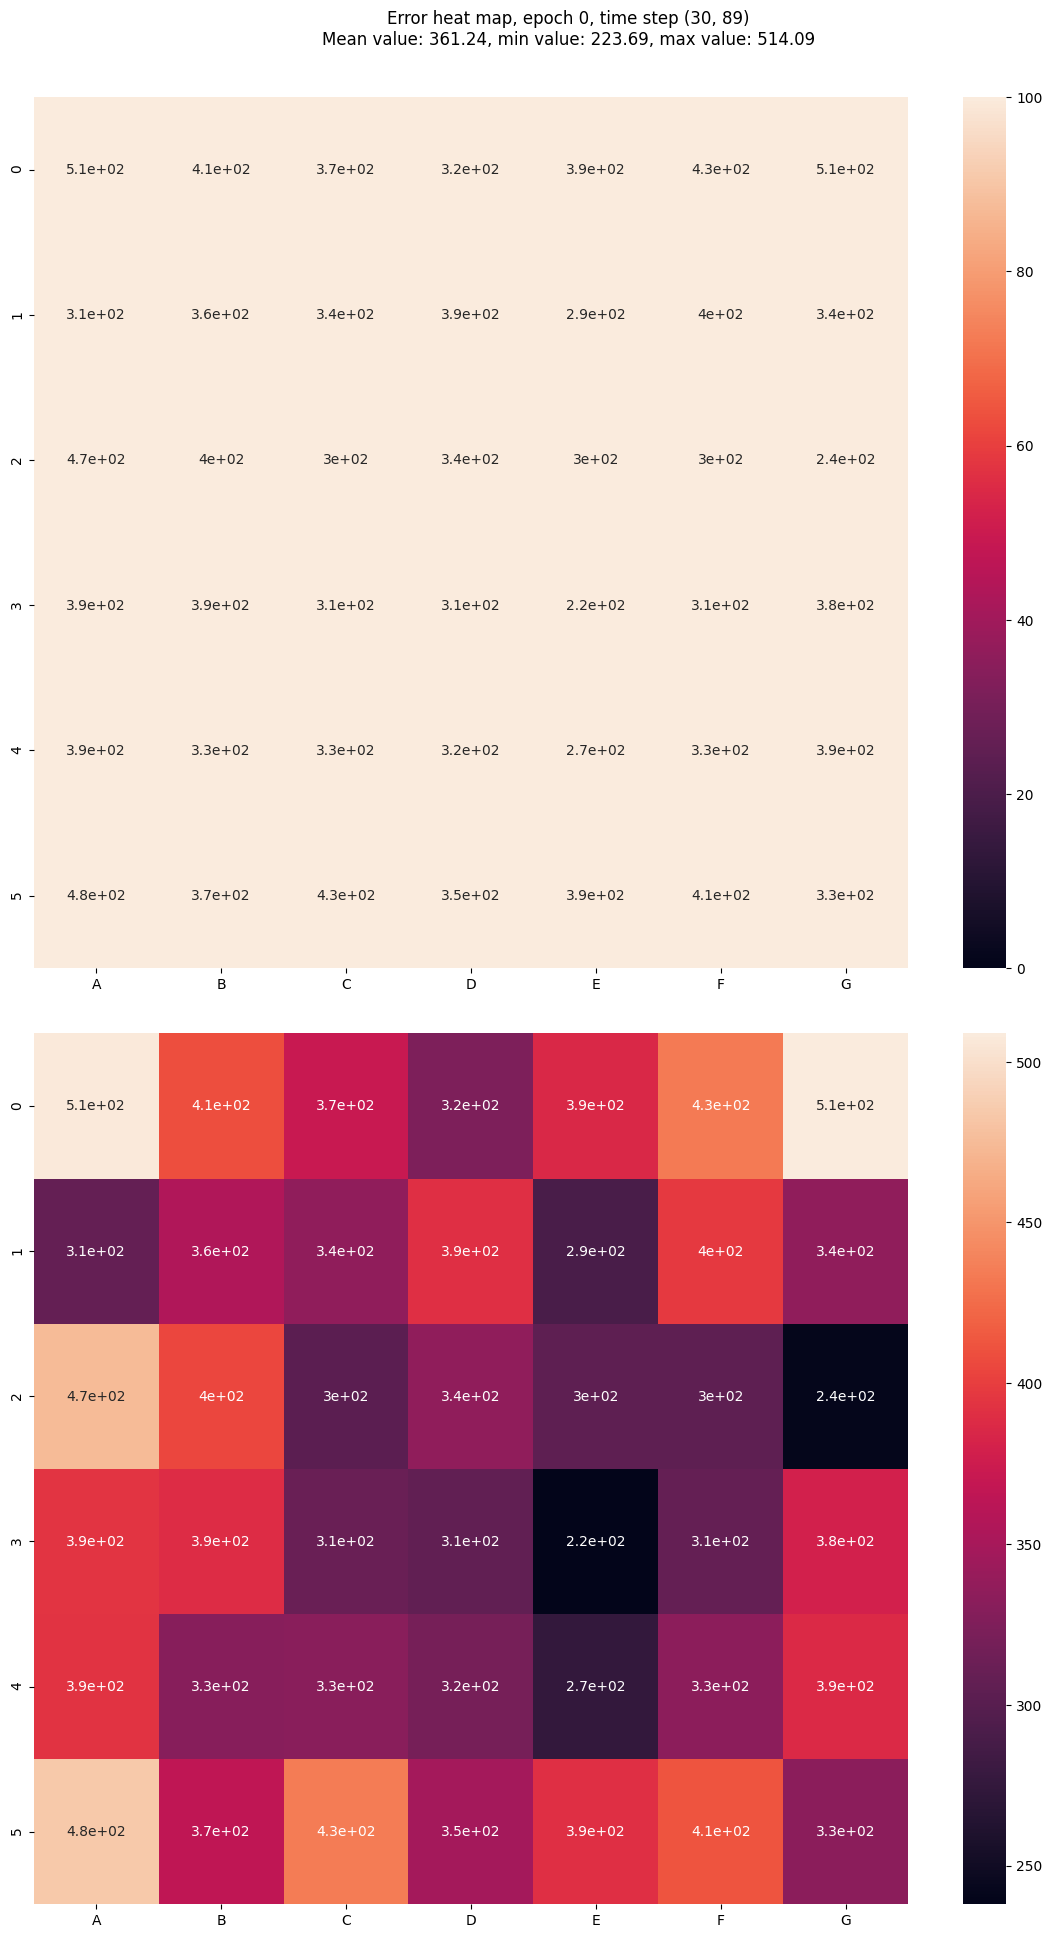 Error heat map, epoch 0, time step (30, 89)
Mean value: 361.24, min value: 223.69, max value: 514.09
100
0 5.1e+02 4.1e+02 3.7e+02 3.2e+02 3.9e+02 4.3e+02 5.1e+02
80
1 3.1e+02 3.6e+02 3.4e+02 3.9e+02 2.9e+02 4e+02 3.4e+02
60
2 4.7e+02 4e+02 3e+02 3.4e+02 3e+02 3e+02 2.4e+02
3 3.9e+02 3.9e+02 3.1e+02 3.1e+02 2.2e+02 3.1e+02 3.8e+02
40
4 3.9e+02 3.3e+02 3.3e+02 3.2e+02 2.7e+02 3.3e+02 3.9e+02
20
5 4.8e+02 3.7e+02 4.3e+02 3.5e+02 3.9e+02 4.1e+02 3.3e+02
0
A B C D E F G
500
0 5.1e+02 4.1e+02 3.7e+02 3.2e+02 3.9e+02 4.3e+02 5.1e+02
450
1 3.1e+02 3.6e+02 3.4e+02 3.9e+02 2.9e+02 4e+02 3.4e+02
400
2 4.7e+02 4e+02 3e+02 3.4e+02 3e+02 3e+02 2.4e+02
3 3.9e+02 3.9e+02 3.1e+02 3.1e+02 2.2e+02 3.1e+02 3.8e+02
350
4 3.9e+02 3.3e+02 3.3e+02 3.2e+02 2.7e+02 3.3e+02 3.9e+02
300
5 4.8e+02 3.7e+02 4.3e+02 3.5e+02 3.9e+02 4.1e+02 3.3e+02
250
A B C D E F G